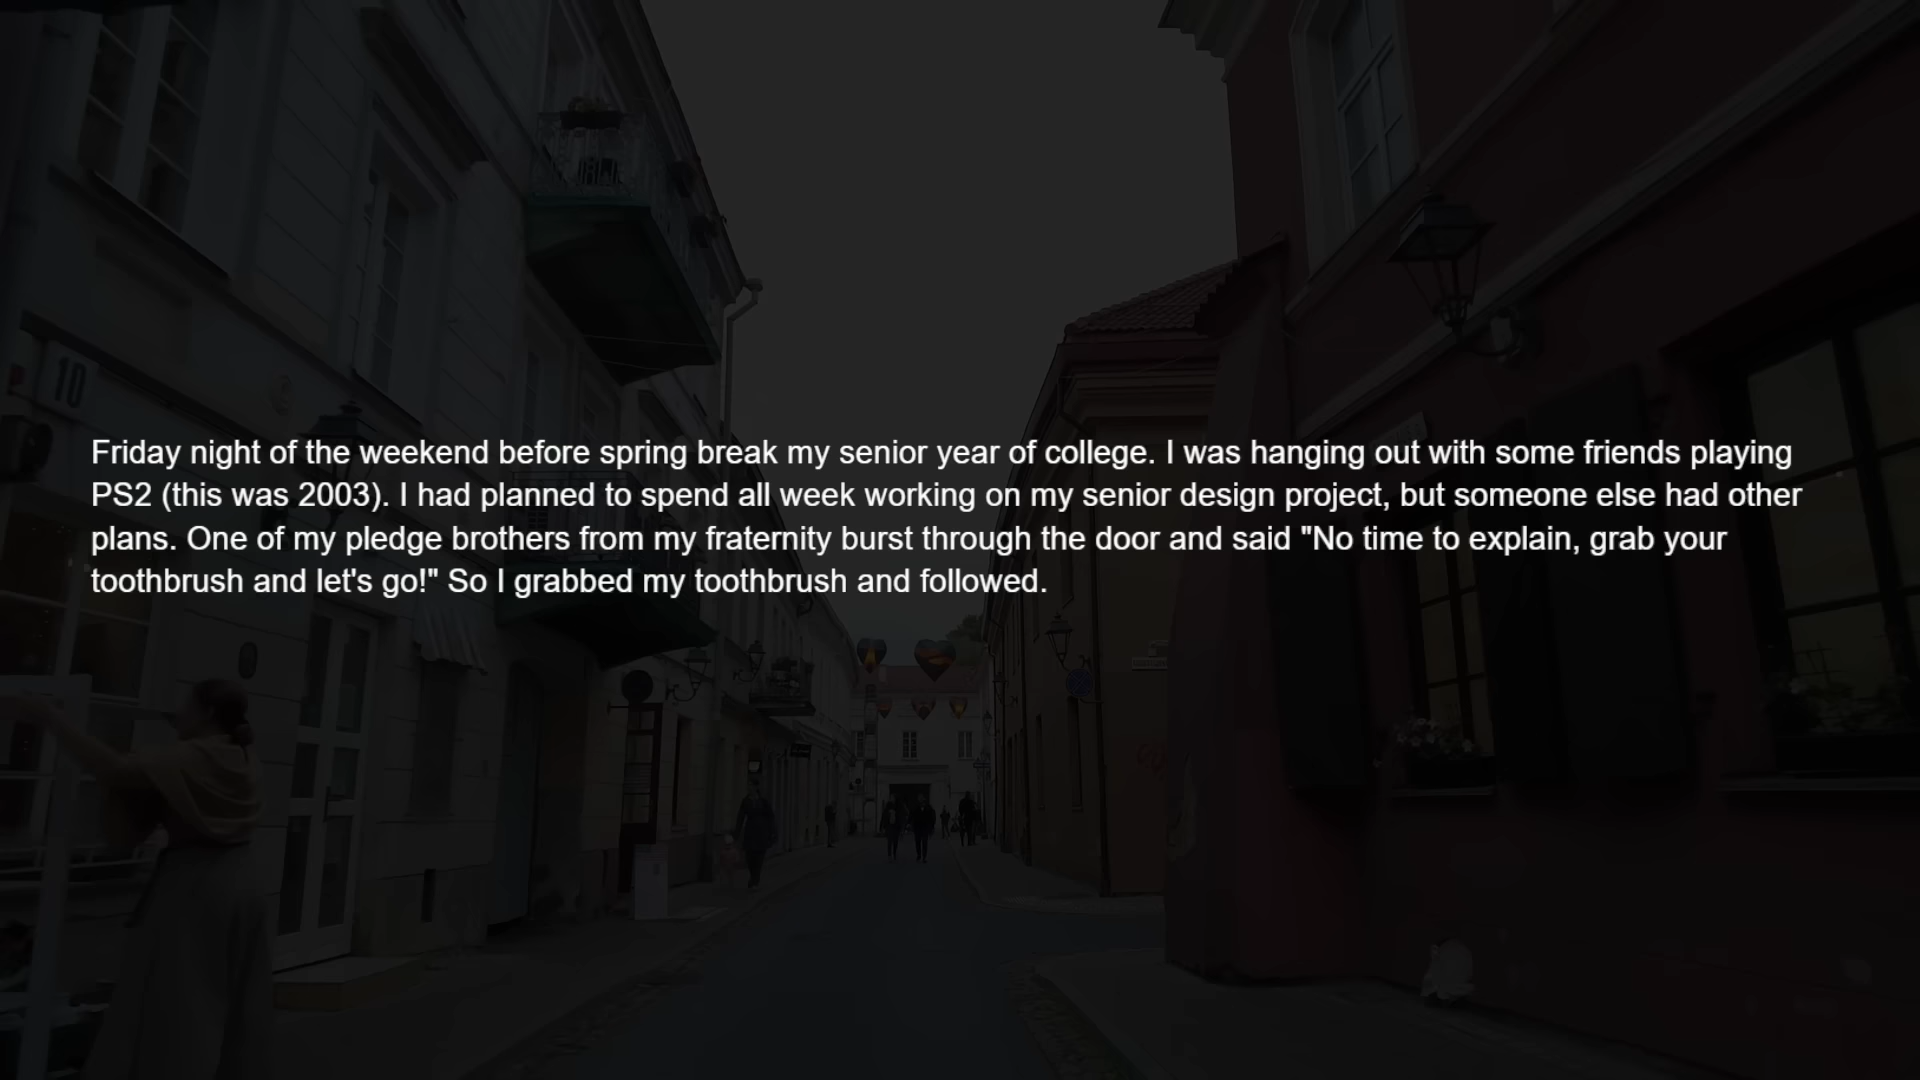 Friday night of the weekend before spring break my senior year of college. I was hanging out with some friends playing
PS2 (this was 2003). I had planned to spend all week working on my senior design project, but someone else had other
plans. One of my pledge brothers from my fraternity burst through the door and said "No time to explain, grab your
toothbrush and let's go!" So I grabbed my toothbrush and followed.
10